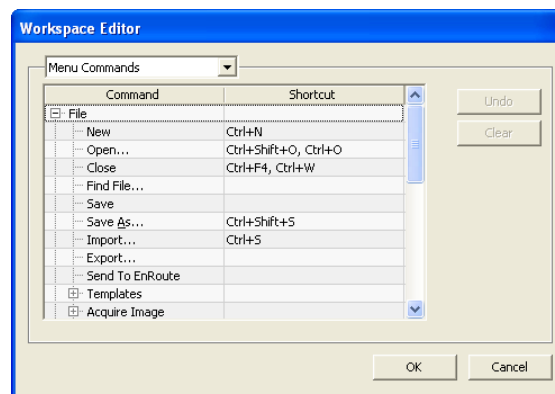 Workspace Editor
Menu Commands
Command Shortcut
File
New Ctrl+N
Open... Ctrl+Shift+O, Ctrl+O
Close Ctrl+F4, Ctrl+W
Find File...
Save
Save As... Ctrl+Shift+S
Import... Ctrl+S
Export...
Send To EnRoute
Templates
Acquire Image
Undo
Clear
OK Cancel